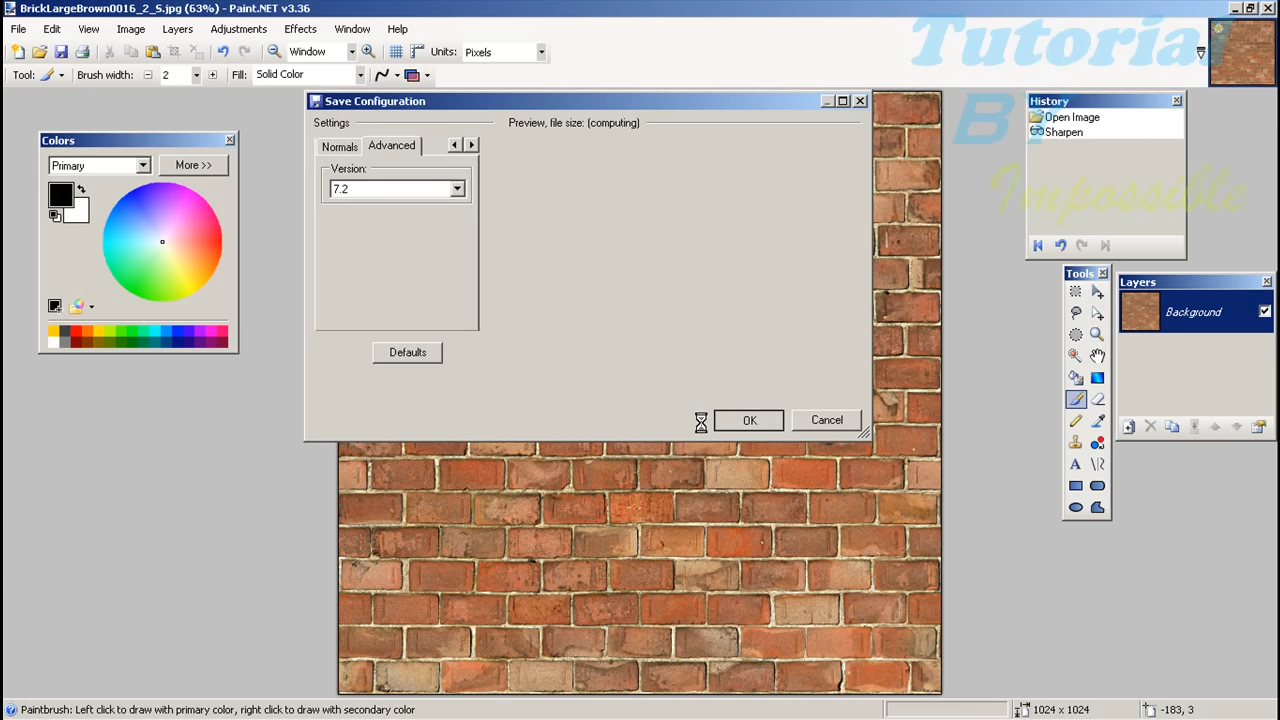 BrickLargeBrown0016_2_S.jpg (63%) - Paint.NET v3.36
File Edit View Image Layers Adjustments Effects Window Help
Window Units: Pixels
Tool: Brush width: 2 Fill: Solid Color
Tutorial
By
Impossible
Colors
Primary More >>
Save Configuration
Settings Preview, file size: (computing)
Normals Advanced
Version:
7.2
Defaults
OK Cancel
History
Open Image
Sharpen
Tools
Layers
Background
Paintbrush: Left click to draw with primary color, right click to draw with secondary color
1024 x 1024 -183, 3